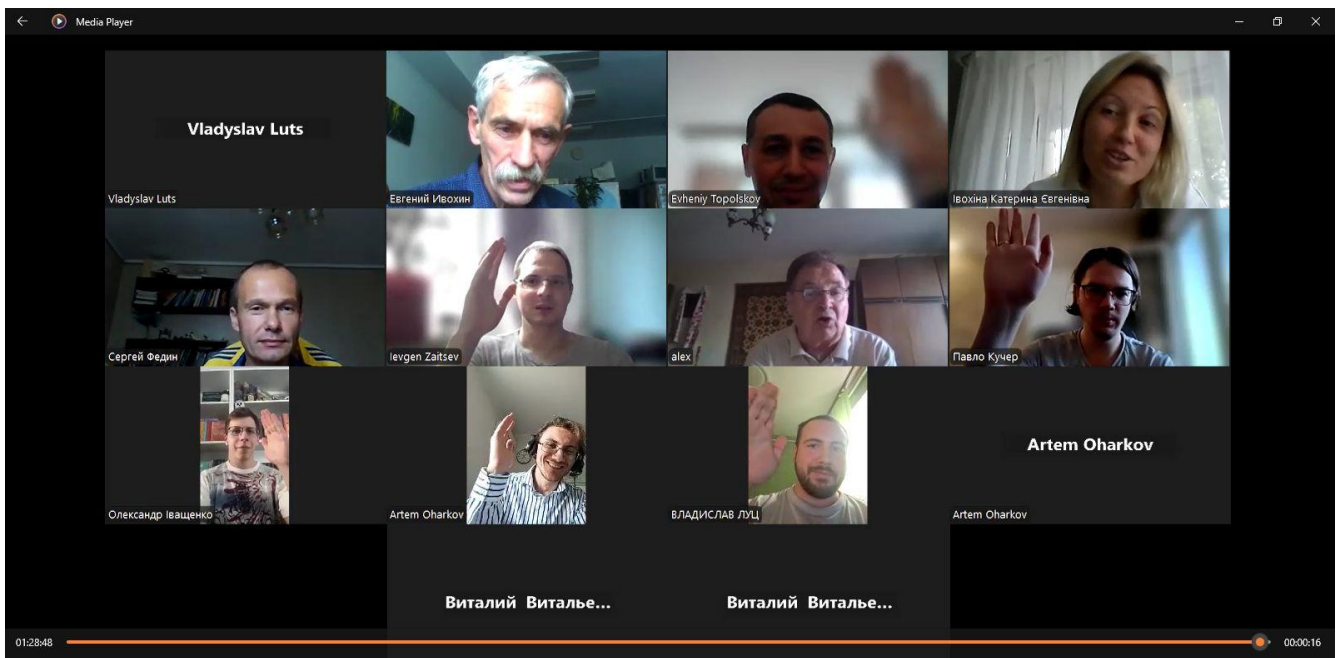 Media Player
Vladyslav Luts
Vladyslav Luts
Евгений Ивохин
Evheniy Topolskov
Івохіна Катерина Євгенівна
Сергей Федин
Ievgen Zaitsev
alex
Павло Кучер
Олександр Іващенко
Artem Oharkov
ВЛАДИСЛАВ ЛУЦ
Artem Oharkov
Artem Oharkov
Виталий Виталье...
Виталий Виталье...
01:28:48
00:00:16